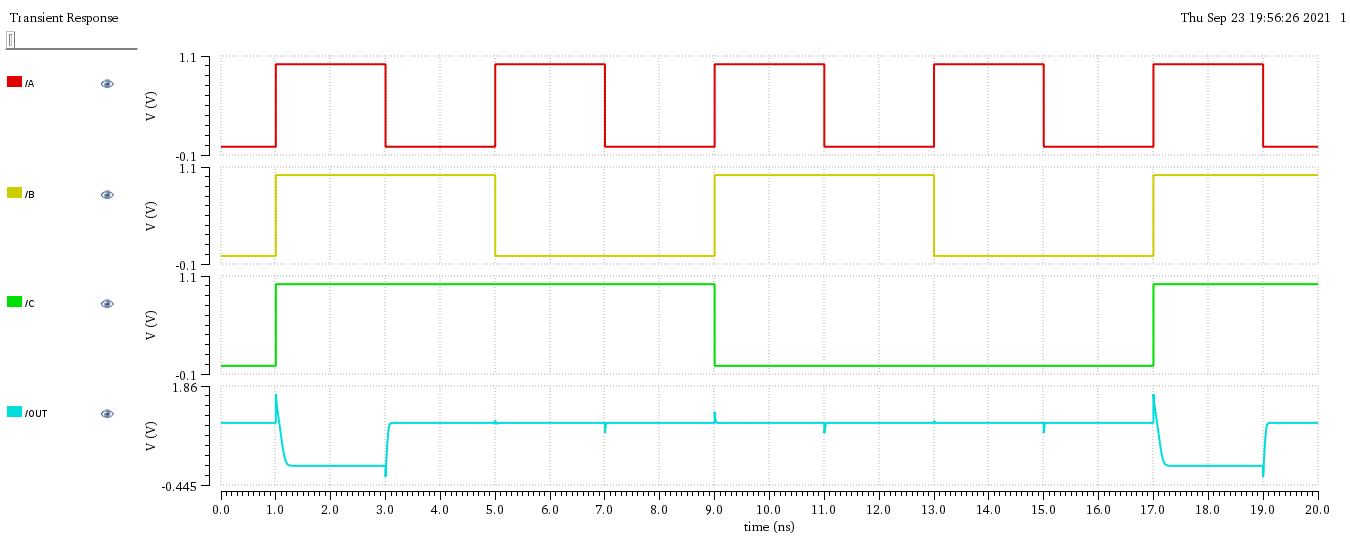 Transient Response
Thu Sep 23 19:56:26 2021 1
/A
V (V)
1.1
-0.1
/B
V (V)
1.1
-0.1
/C
V (V)
1.1
-0.1
/OUT
V (V)
1.86
-0.445
0.0 1.0 2.0 3.0 4.0 5.0 6.0 7.0 8.0 9.0 10.0 11.0 12.0 13.0 14.0 15.0 16.0 17.0 18.0 19.0 20.0
time (ns)